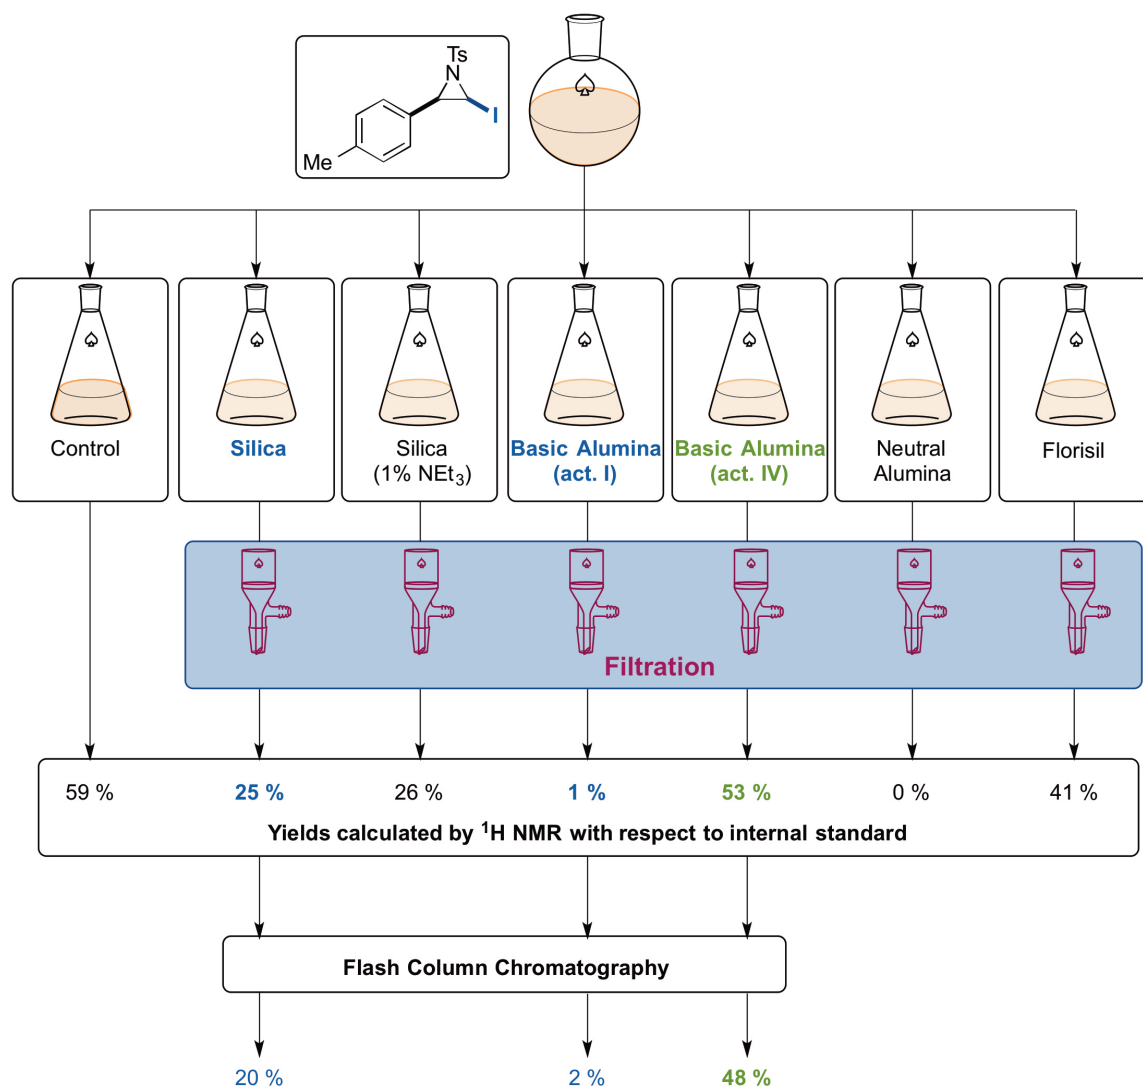 Ts
N
I
Me
Control
Silica
Silica
(1% NEt3)
Basic Alumina
(act. I)
Basic Alumina
(act. IV)
Neutral
Alumina
Florisil
Filtration
59 %
25 %
26 %
1 %
53 %
0 %
41 %
Yields calculated by 1H NMR with respect to internal standard
Flash Column Chromatography
20 %
2 %
48 %